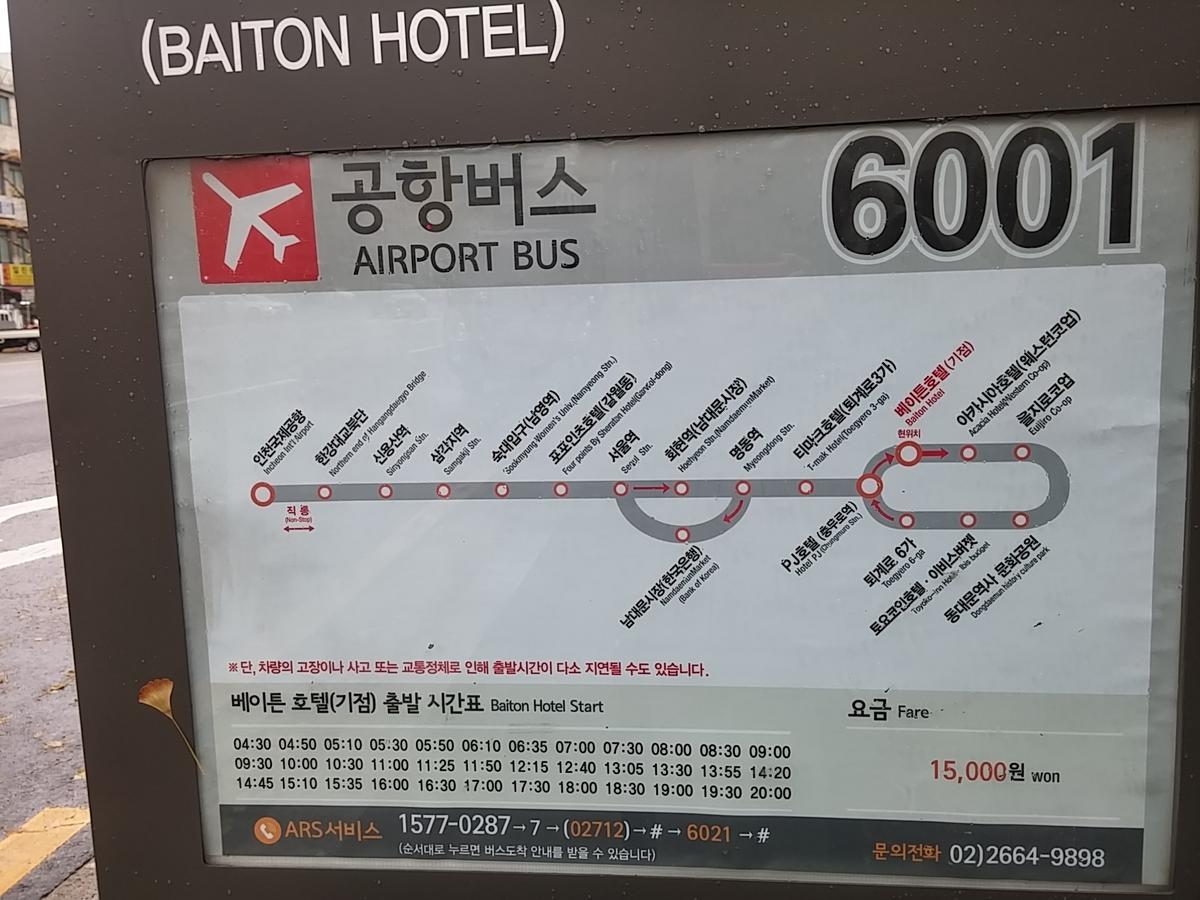 (BAITON HOTEL)
공항버스
AIRPORT BUS
6001
인천국제공항
Incheon Int'l Airport
직통
(Non-Stop)
한강대교북단
Northern end of Hangangdaegyo Bridge
신용산역
Sinyongsan Stn.
삼각지역
Samgakji Stn.
숙대입구(남영역)
Sookmyung Women's Univ.(Namyeong Stn.)
포포인츠호텔(갈월동)
Four points By Sheraton Hotel(Garwol-dong)
서울역
Seoul Stn.
회현역(남대문시장)
Hoehyeon Stn.(NamdaemunMarket)
명동역
Myeongdong Stn.
티마크호텔(퇴계로3가)
T-mak Hotel(Toegyero 3-ga)
베이튼호텔(기점)
Baiton Hotel
현위치
아카시아호텔(웨스턴코업)
Acacia Hotel(Western Co-op)
을지로코업
Euljiro Co-op
남대문시장(한국은행)
NamdaemunMarket
(Bank of Korea)
PJ호텔 (충무로역)
Hotel PJ (Chungmuro Stn.)
퇴계로 6가
Toegyero 6-ga
토요코인호텔 · 이비스버젯
Toyoko-inn Hotel · Ibis budget
동대문역사 문화공원
Dongdaemun history culture park
※ 단, 차량의 고장이나 사고 또는 교통정체로 인해 출발시간이 다소 지연될 수도 있습니다.
베이튼 호텔(기점) 출발 시간표 Baiton Hotel Start
04:30 04:50 05:10 05:30 05:50 06:10 06:35 07:00 07:30 08:00 08:30 09:00
09:30 10:00 10:30 11:00 11:25 11:50 12:15 12:40 13:05 13:30 13:55 14:20
14:45 15:10 15:35 16:00 16:30 17:00 17:30 18:00 18:30 19:00 19:30 20:00
요금 Fare
15,000원 won
ARS서비스 1577-0287→7→(02712)→#→6021→#
(순서대로 누르면 버스도착 안내를 받을 수 있습니다)
문의전화 02)2664-9898